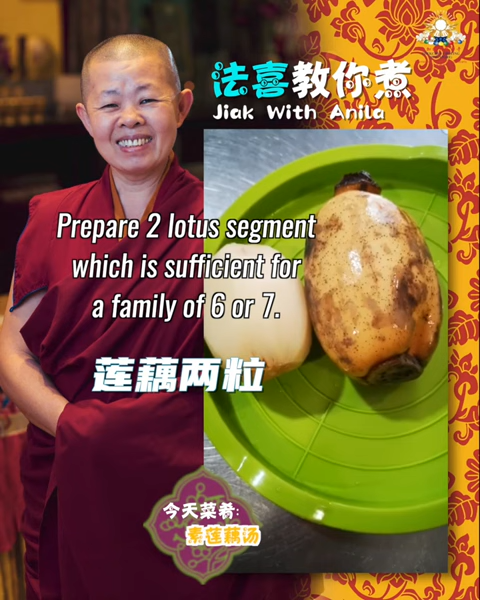 法喜教你煮
Jiak With Anila
Prepare 2 lotus segment
which is sufficient for
a family of 6 or 7.
莲藕两粒
今天菜肴:
素莲藕汤